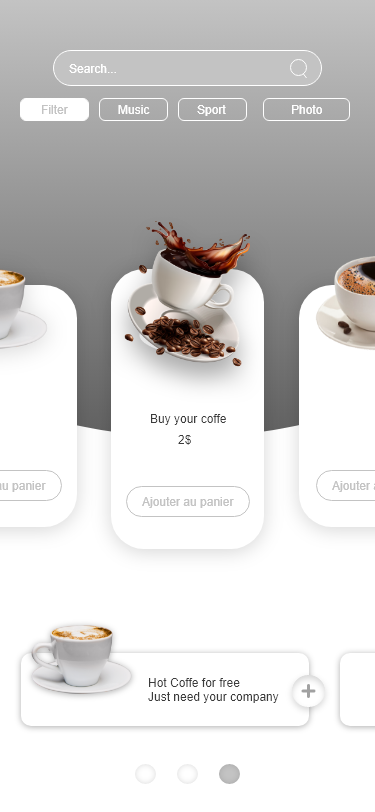 Search...
Filter
Music
Sport
Photo
Buy your coffe
2$
au panier
Ajouter au panier
Ajouter
Hot Coffe for free
Just need your company